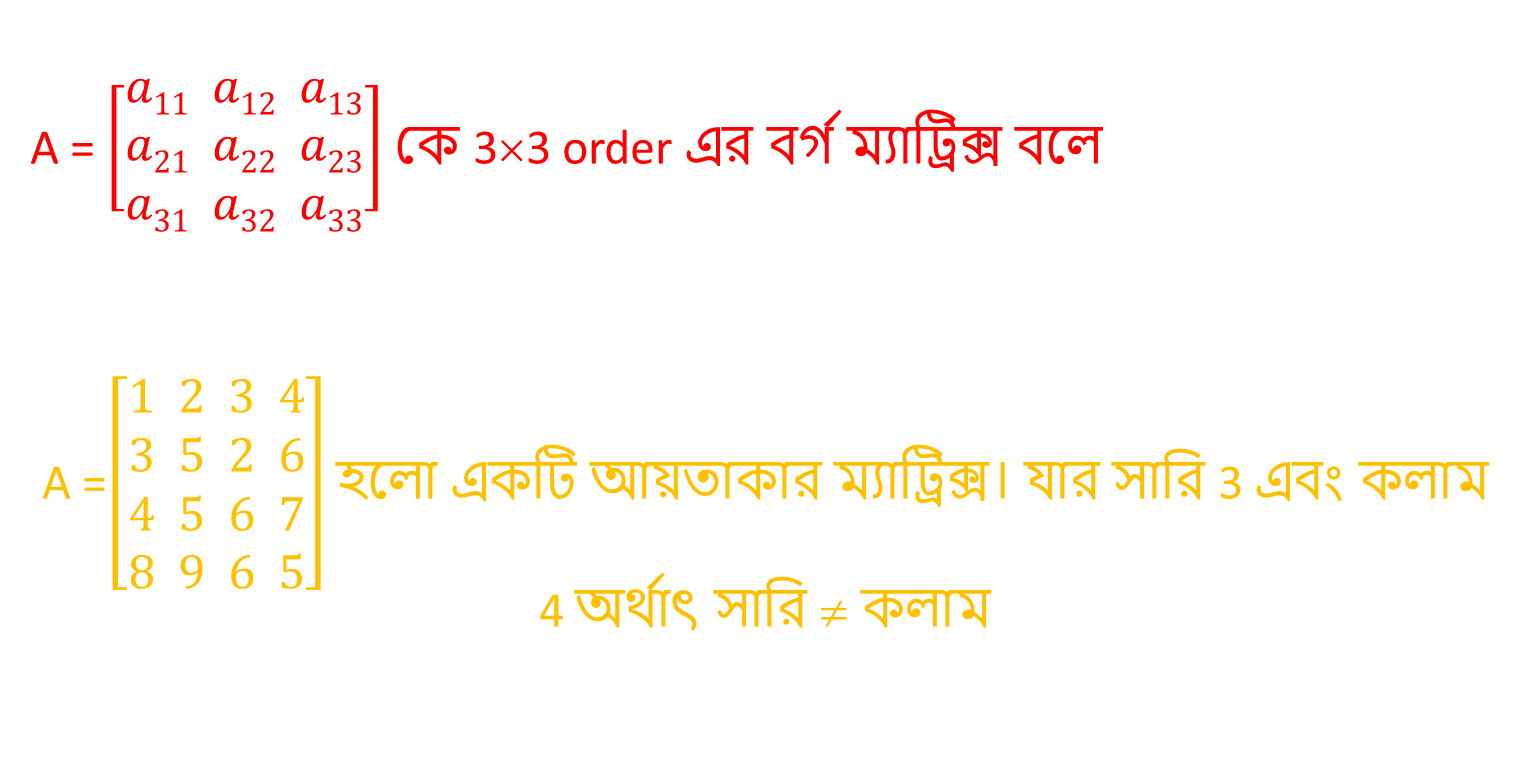 A = [a11 a12 a13
a21 a22 a23
a31 a32 a33] কে 3×3 order এর বর্গ ম্যাট্রিক্স বলে
A = [1 2 3 4
3 5 2 6
4 5 6 7
8 9 6 5] হলো একটি আয়তাকার ম্যাট্রিক্স। যার সারি 3 এবং কলাম
4 অর্থাৎ সারি ≠ কলাম